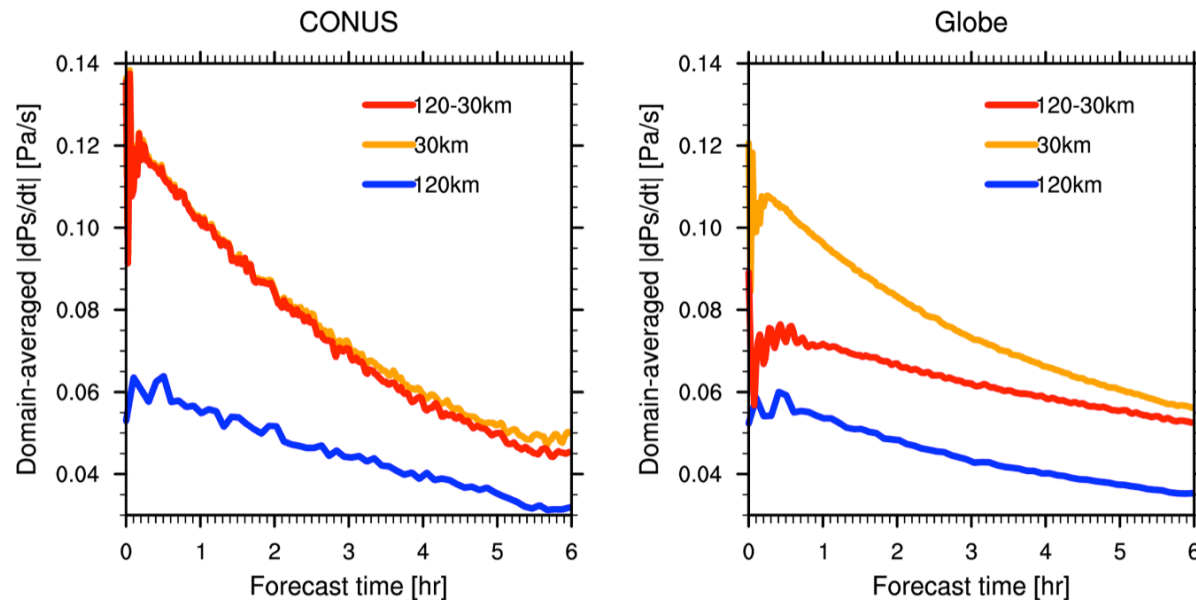 CONUS
Domain-averaged |dPs/dt| [Pa/s]
0.14
0.12
0.10
0.08
0.06
0.04
120-30km
30km
120km
0 1 2 3 4 5 6
Forecast time [hr]
Globe
Domain-averaged |dPs/dt| [Pa/s]
0.14
0.12
0.10
0.08
0.06
0.04
120-30km
30km
120km
0 1 2 3 4 5 6
Forecast time [hr]